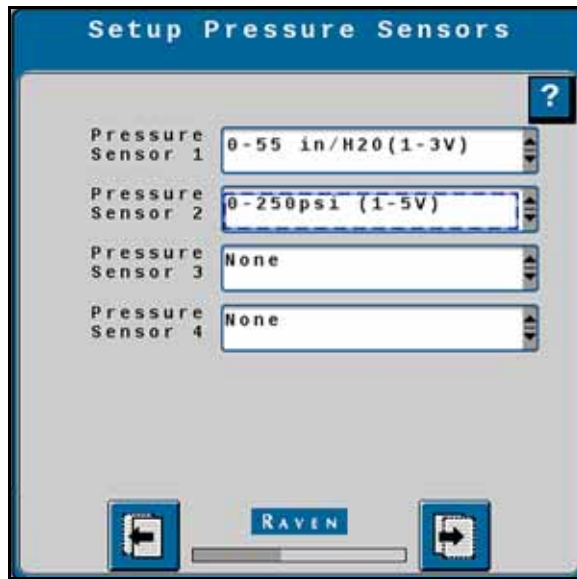 Setup Pressure Sensors
?
Pressure
Sensor 1
0-55 in/H2O(1-3V)
Pressure
Sensor 2
0-250psi (1-5V)
Pressure
Sensor 3
None
Pressure
Sensor 4
None
RAVEN